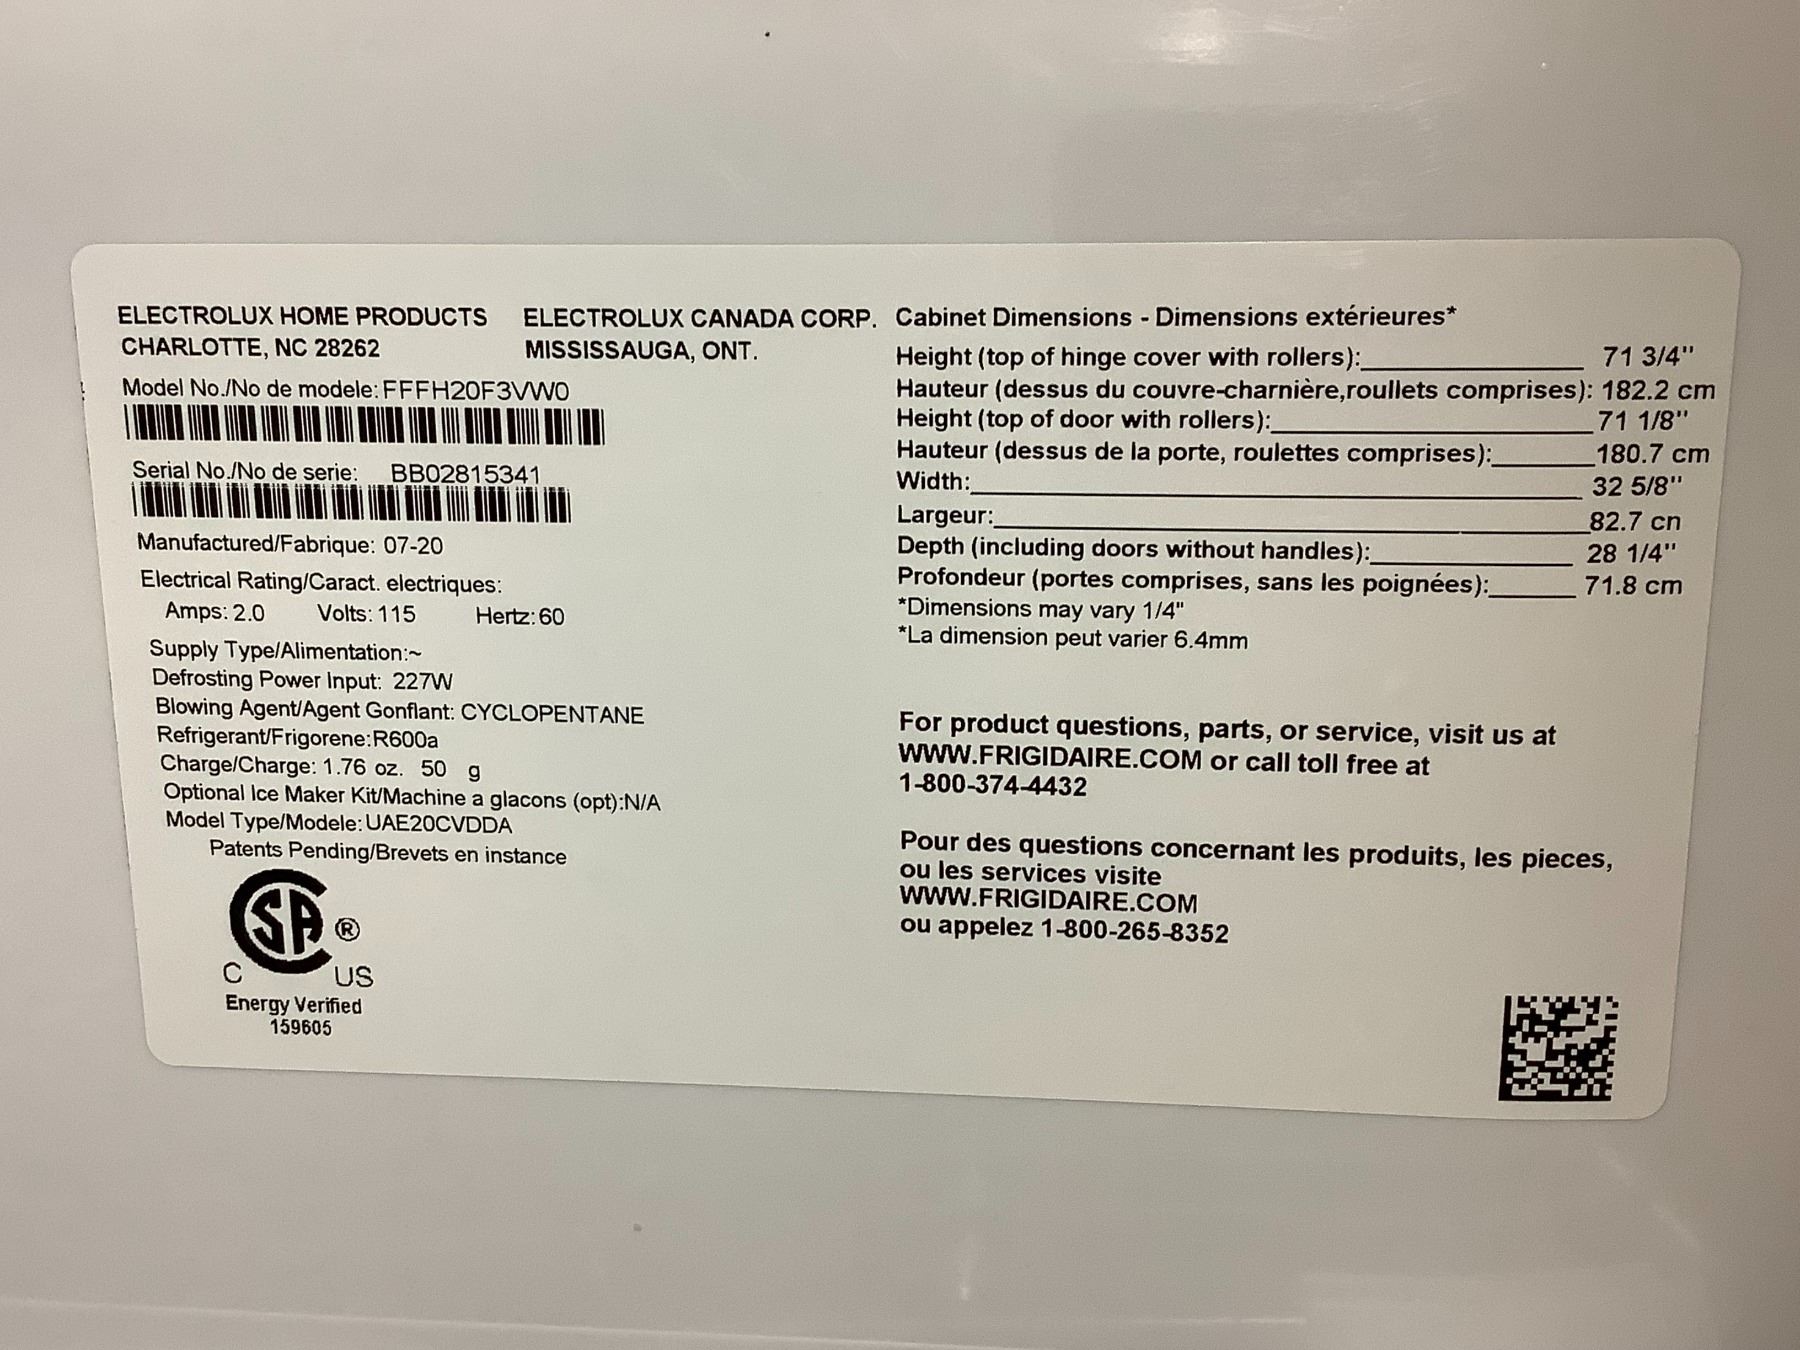 ELECTROLUX HOME PRODUCTS
CHARLOTTE, NC 28262
ELECTROLUX CANADA CORP.
MISSISSAUGA, ONT.
Model No./No de modele: FFFH20F3VW0
Serial No./No de serie: BB02815341
Manufactured/Fabrique: 07-20
Electrical Rating/Caract. electriques:
Amps: 2.0 Volts: 115 Hertz: 60
Supply Type/Alimentation:~
Defrosting Power Input: 227W
Blowing Agent/Agent Gonflant: CYCLOPENTANE
Refrigerant/Frigorene:R600a
Charge/Charge: 1.76 oz. 50 g
Optional Ice Maker Kit/Machine a glacons (opt):N/A
Model Type/Modele: UAE20CVDDA
Patents Pending/Brevets en instance
CSA ®
C US
Energy Verified
159605
Cabinet Dimensions - Dimensions extérieures*
Height (top of hinge cover with rollers): 71 3/4"
Hauteur (dessus du couvre-charnière,roullets comprises): 182.2 cm
Height (top of door with rollers): 71 1/8"
Hauteur (dessus de la porte, roulettes comprises): 180.7 cm
Width: 32 5/8"
Largeur: 82.7 cn
Depth (including doors without handles): 28 1/4"
Profondeur (portes comprises, sans les poignées): 71.8 cm
*Dimensions may vary 1/4"
*La dimension peut varier 6.4mm
For product questions, parts, or service, visit us at
WWW.FRIGIDAIRE.COM or call toll free at
1-800-374-4432
Pour des questions concernant les produits, les pieces,
ou les services visite
WWW.FRIGIDAIRE.COM
ou appelez 1-800-265-8352